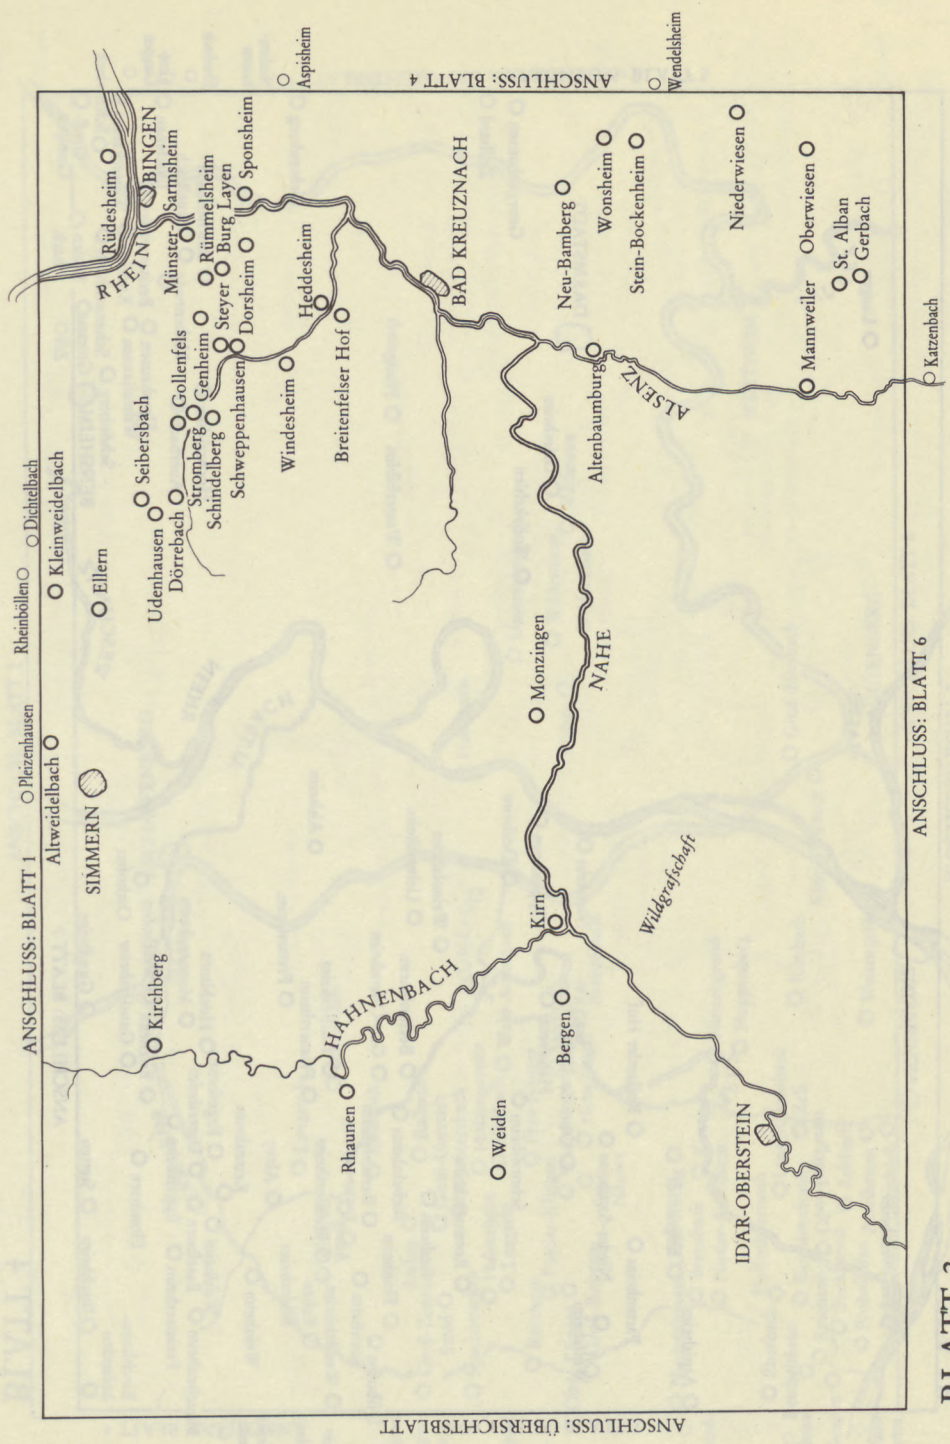 ANSCHLUSS: BLATT 1
Pleizenhausen
Rheinböllen
Dichtelbach
Altweidelbach
Kleinweidelbach
SIMMERN
Ellern
Kirchberg
Udenhausen
Seibersbach
Dörrebach
Stromberg
Gollenfels
Schindelberg
Genheim
Schweppenhausen
Steyer
Dorsheim
Rümmelsheim
Burg Layen
Münster-
Sarmsheim
Sponsheim
RHEIN
Rüdesheim
BINGEN
Aspisheim
ANSCHLUSS: BLATT 4
Wendelsheim
Windesheim
Heddesheim
Breitenfelser Hof
BAD KREUZNACH
Rhaunen
HAHNENBACH
Weiden
Bergen
Kirn
Monzingen
NAHE
Wildgrafschaft
Altenbaumburg
ALSENZ
Neu-Bamberg
Wonsheim
Stein-Bockenheim
Niederwiesen
Mannweiler
Oberwiesen
St. Alban
Gerbach
Katzenbach
IDAR-OBERSTEIN
ANSCHLUSS: BLATT 6
ANSCHLUSS: ÜBERSICHTSBLATT